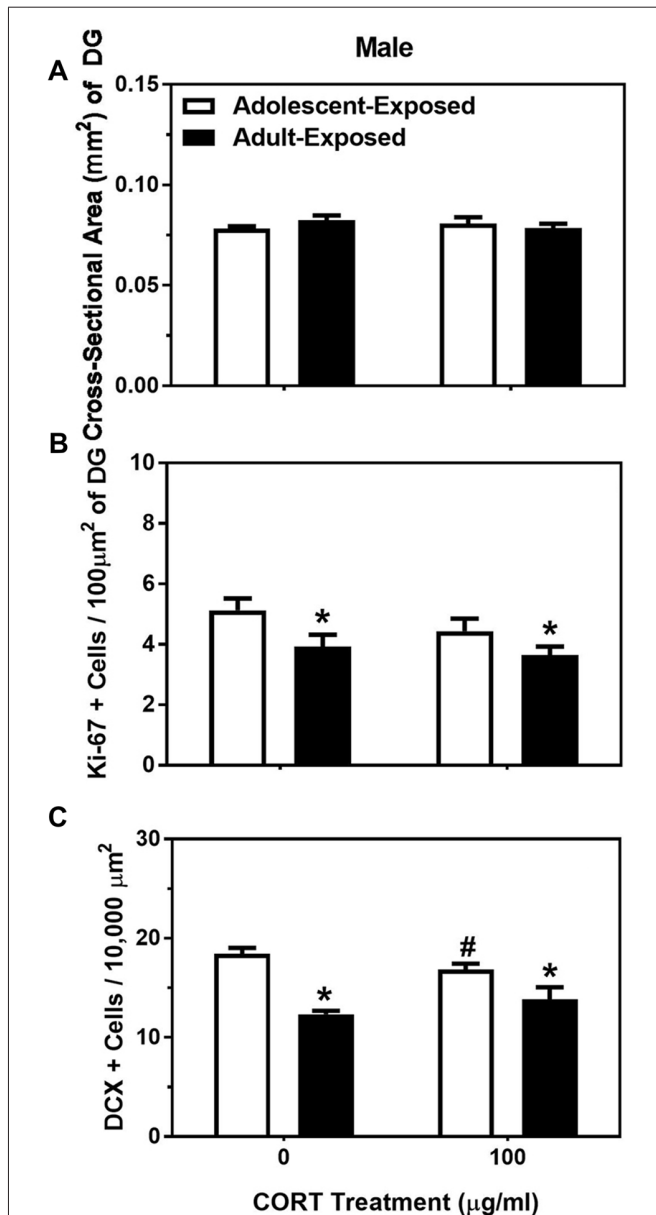 Male
A
Cross-Sectional Area (mm²) of DG
0.15
0.10
0.05
0.00
Adolescent-Exposed
Adult-Exposed
B
Ki-67 + Cells / 100μm² of DG
10
8
6
4
2
0
*
*
C
DCX + Cells / 10,000 μm²
30
20
10
0
*
#
*
0
100
CORT Treatment (μg/ml)